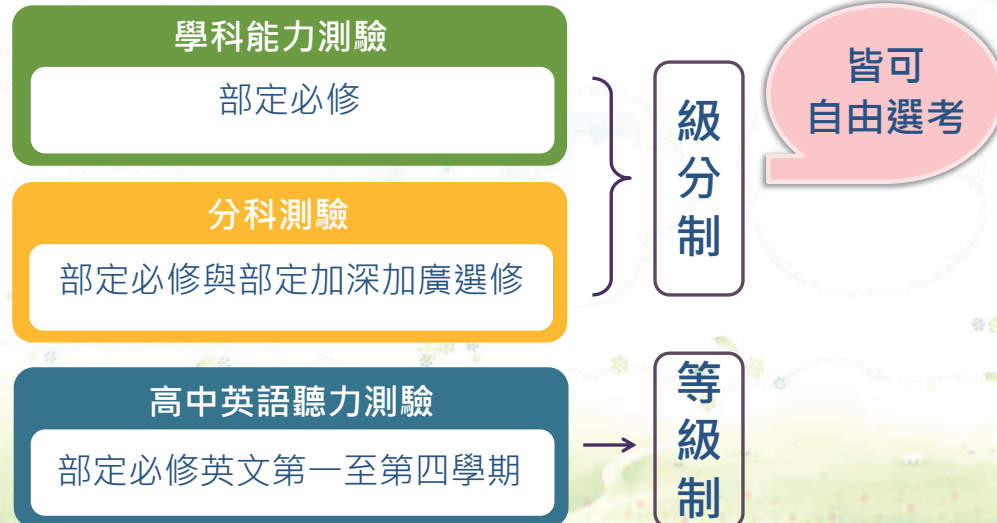 學科能力測驗
部定必修
分科測驗
部定必修與部定加深加廣選修
級分制
皆可
自由選考
高中英語聽力測驗
部定必修英文第一至第四學期
等級制